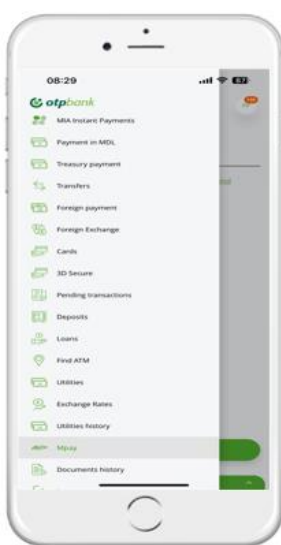 08:29
87
otpbank
MIA Instant Payments
Payment in MDL
Treasury payment
Transfers
Foreign payment
Foreign Exchange
Cards
3D Secure
Pending transactions
Deposits
Loans
Find ATM
Utilities
Exchange Rates
Utilities history
Mpay
Documents history